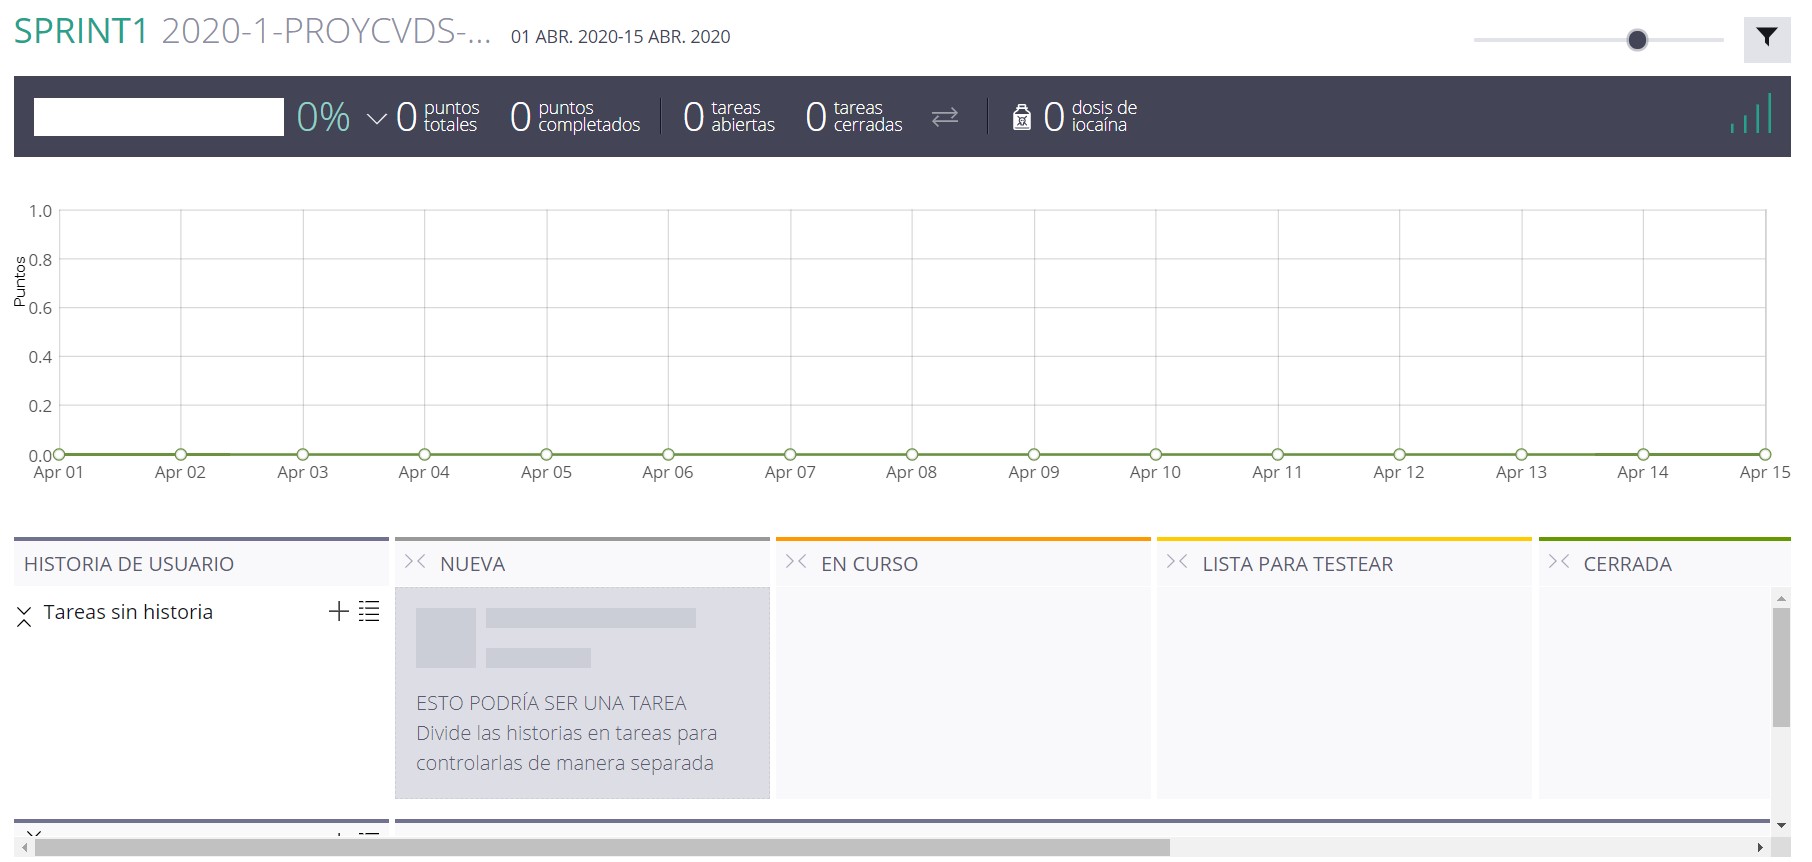 SPRINT1 2020-1-PROYCVDS-... 01 ABR. 2020-15 ABR. 2020
0% 0 puntos totales 0 puntos completados 0 tareas abiertas 0 tareas cerradas 0 dosis de iocaína
1.0
0.8
Puntos
0.6
0.4
0.2
0.0
Apr 01 Apr 02 Apr 03 Apr 04 Apr 05 Apr 06 Apr 07 Apr 08 Apr 09 Apr 10 Apr 11 Apr 12 Apr 13 Apr 14 Apr 15
HISTORIA DE USUARIO NUEVA EN CURSO LISTA PARA TESTEAR CERRADA
Tareas sin historia
ESTO PODRÍA SER UNA TAREA
Divide las historias en tareas para
controlarlas de manera separada